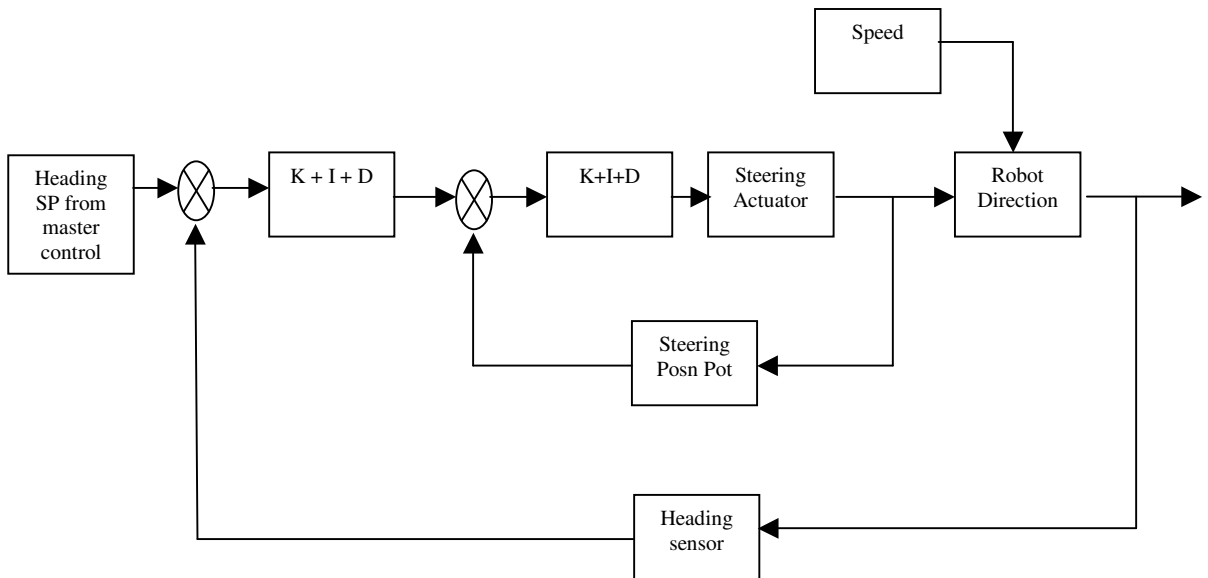 Speed
Heading
SP from
master
control
K + I + D
K+I+D
Steering
Actuator
Robot
Direction
Steering
Posn Pot
Heading
sensor